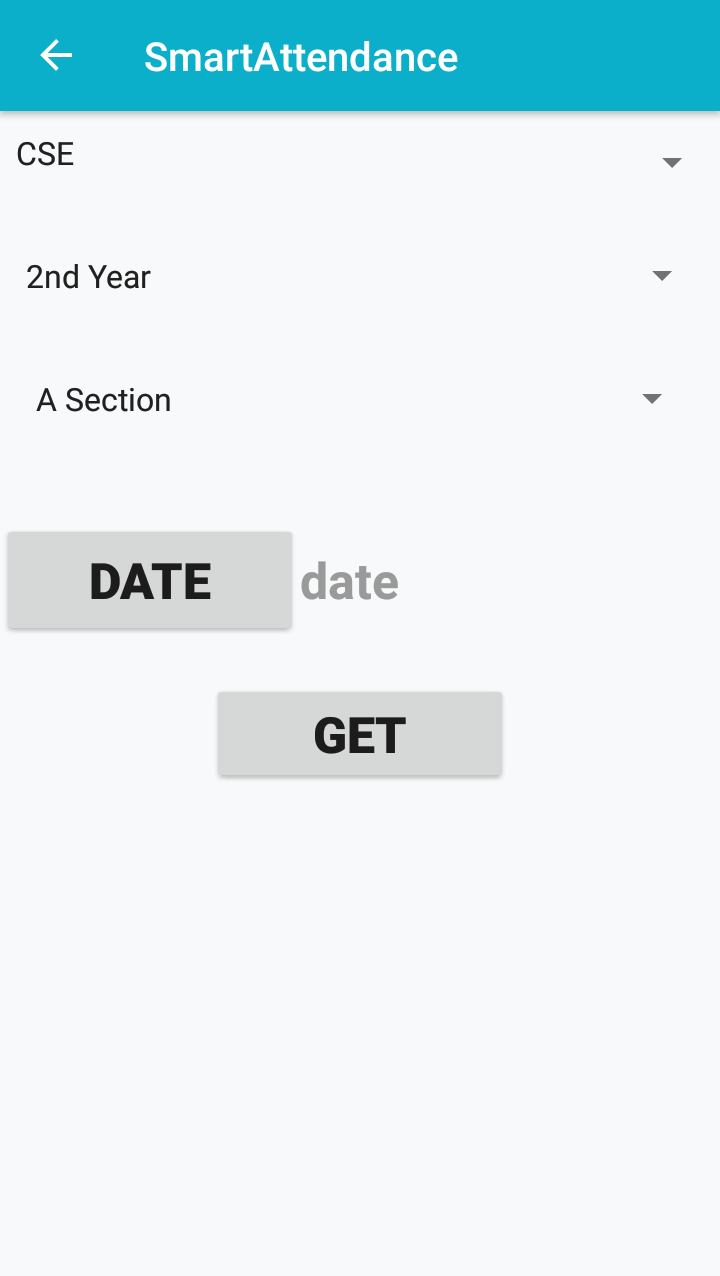 SmartAttendance
CSE
2nd Year
A Section
DATE date
GET